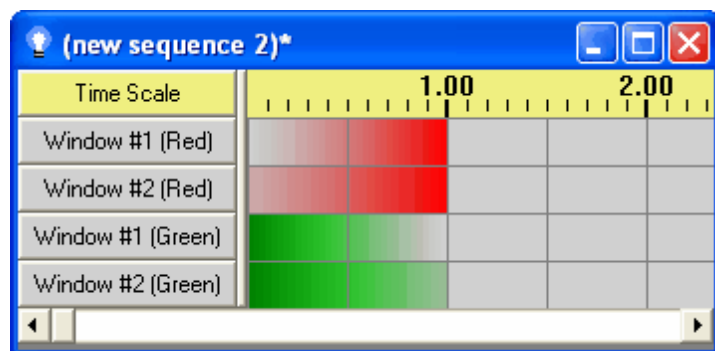 (new sequence 2)*
Time Scale 1.00 2.00
Window #1 (Red)
Window #2 (Red)
Window #1 (Green)
Window #2 (Green)